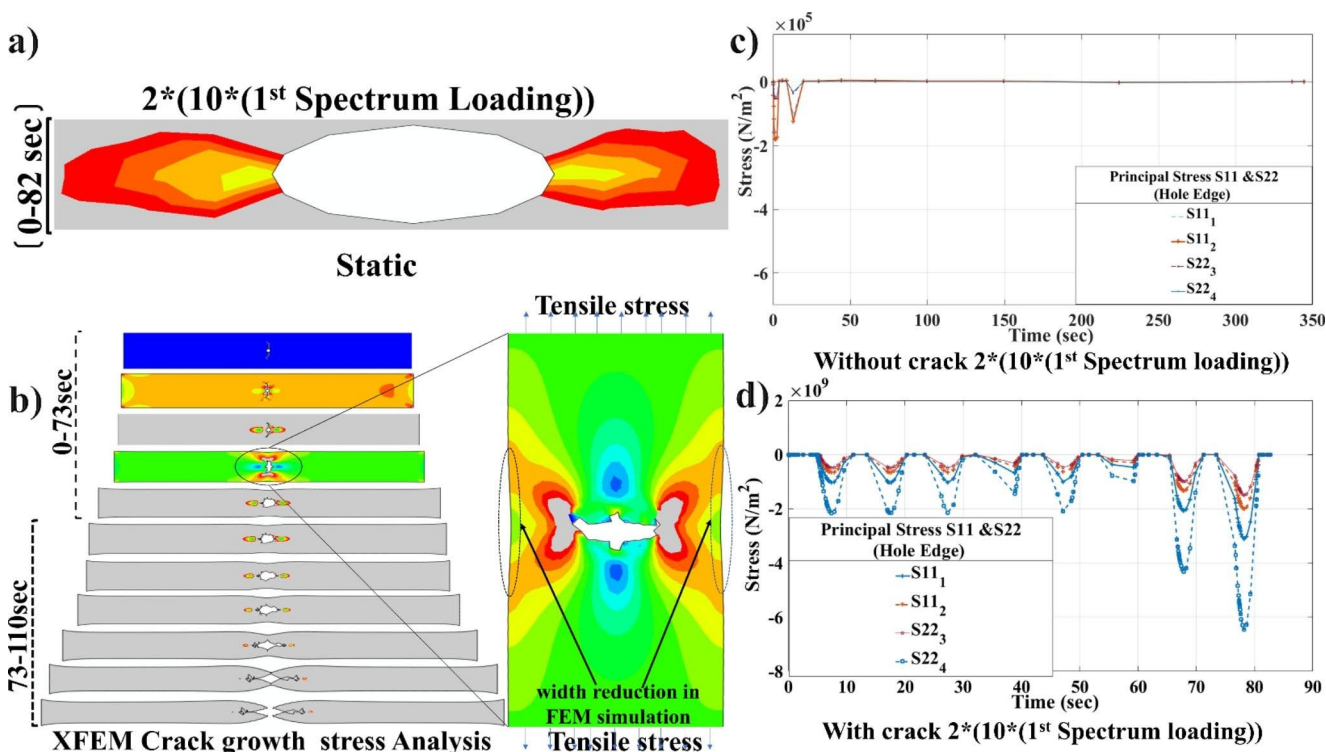 a)
2*(10*(1st Spectrum Loading))
(0-82 sec)
Static
b)
0-73sec
73-110sec
XFEM Crack growth stress Analysis
Tensile stress
width reduction in
FEM simulation
Tensile stress
c)
×10⁵
0
-2
-4
-6
Stress (N/m²)
Principal Stress S11 &S22
(Hole Edge)
S11₁
S11₂
S22₃
S22₄
0 50 100 150 200 250 300 350
Time (sec)
Without crack 2*(10*(1st Spectrum loading))
d)
×10⁹
2
0
-2
-4
-6
-8
Stress (N/m²)
Principal Stress S11 &S22
(Hole Edge)
S11₁
S11₂
S22₃
S22₄
0 10 20 30 40 50 60 70 80 90
Time (sec)
With crack 2*(10*(1st Spectrum loading))